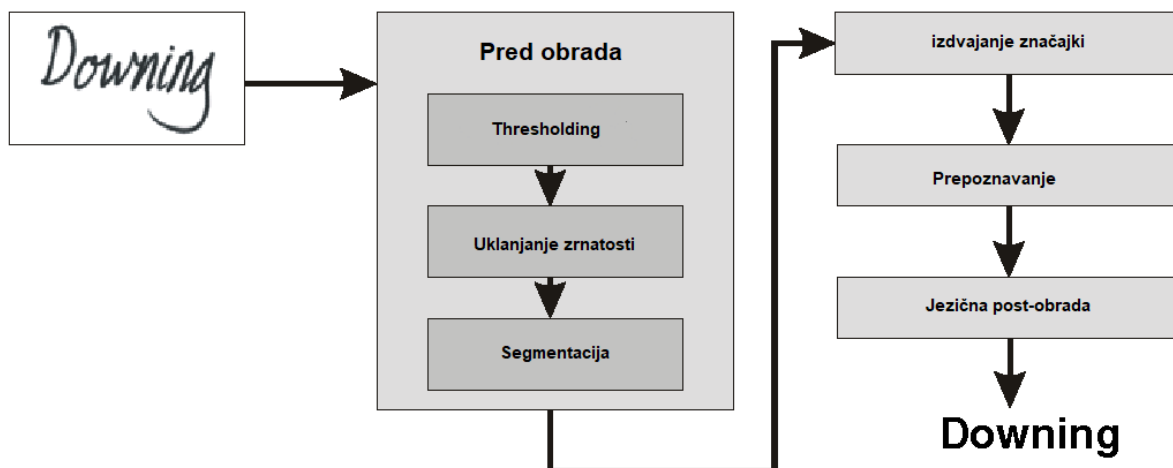 Downing
Pred obrada
Thresholding
Uklanjanje zrnatosti
Segmentacija
izdvajanje značajki
Prepoznavanje
Jezična post-obrada
Downing